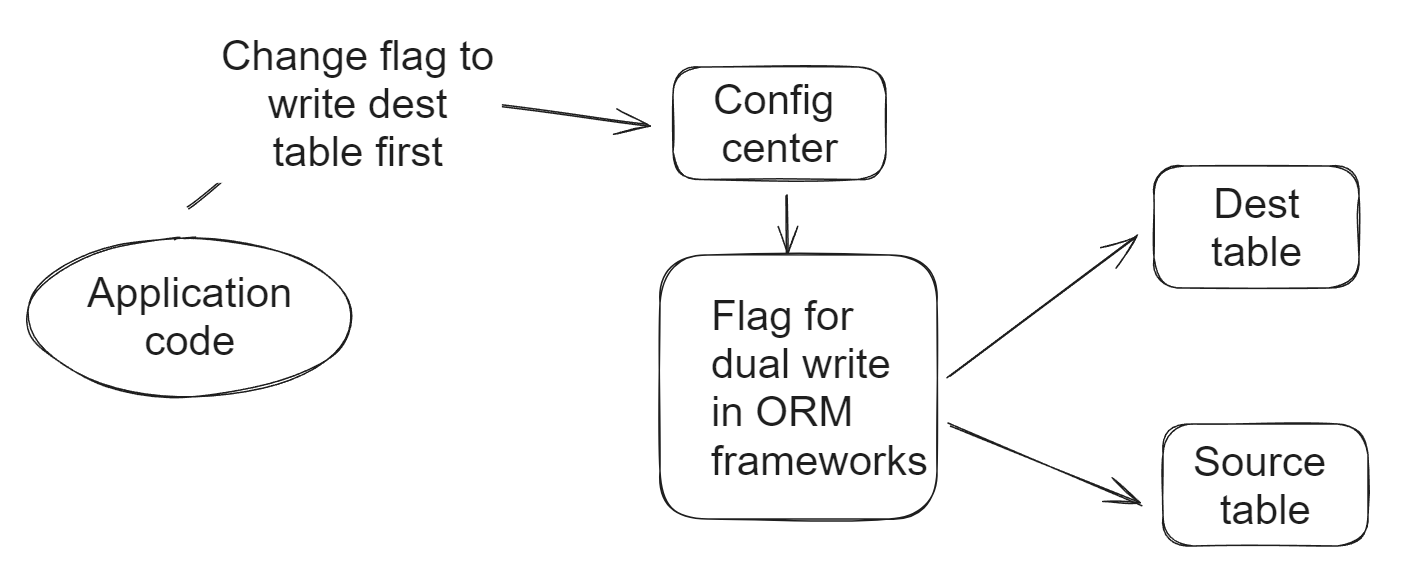 Change flag to
write dest
table first
Config
center
Dest
table
Application
code
Flag for
dual write
in ORM
frameworks
Source
table